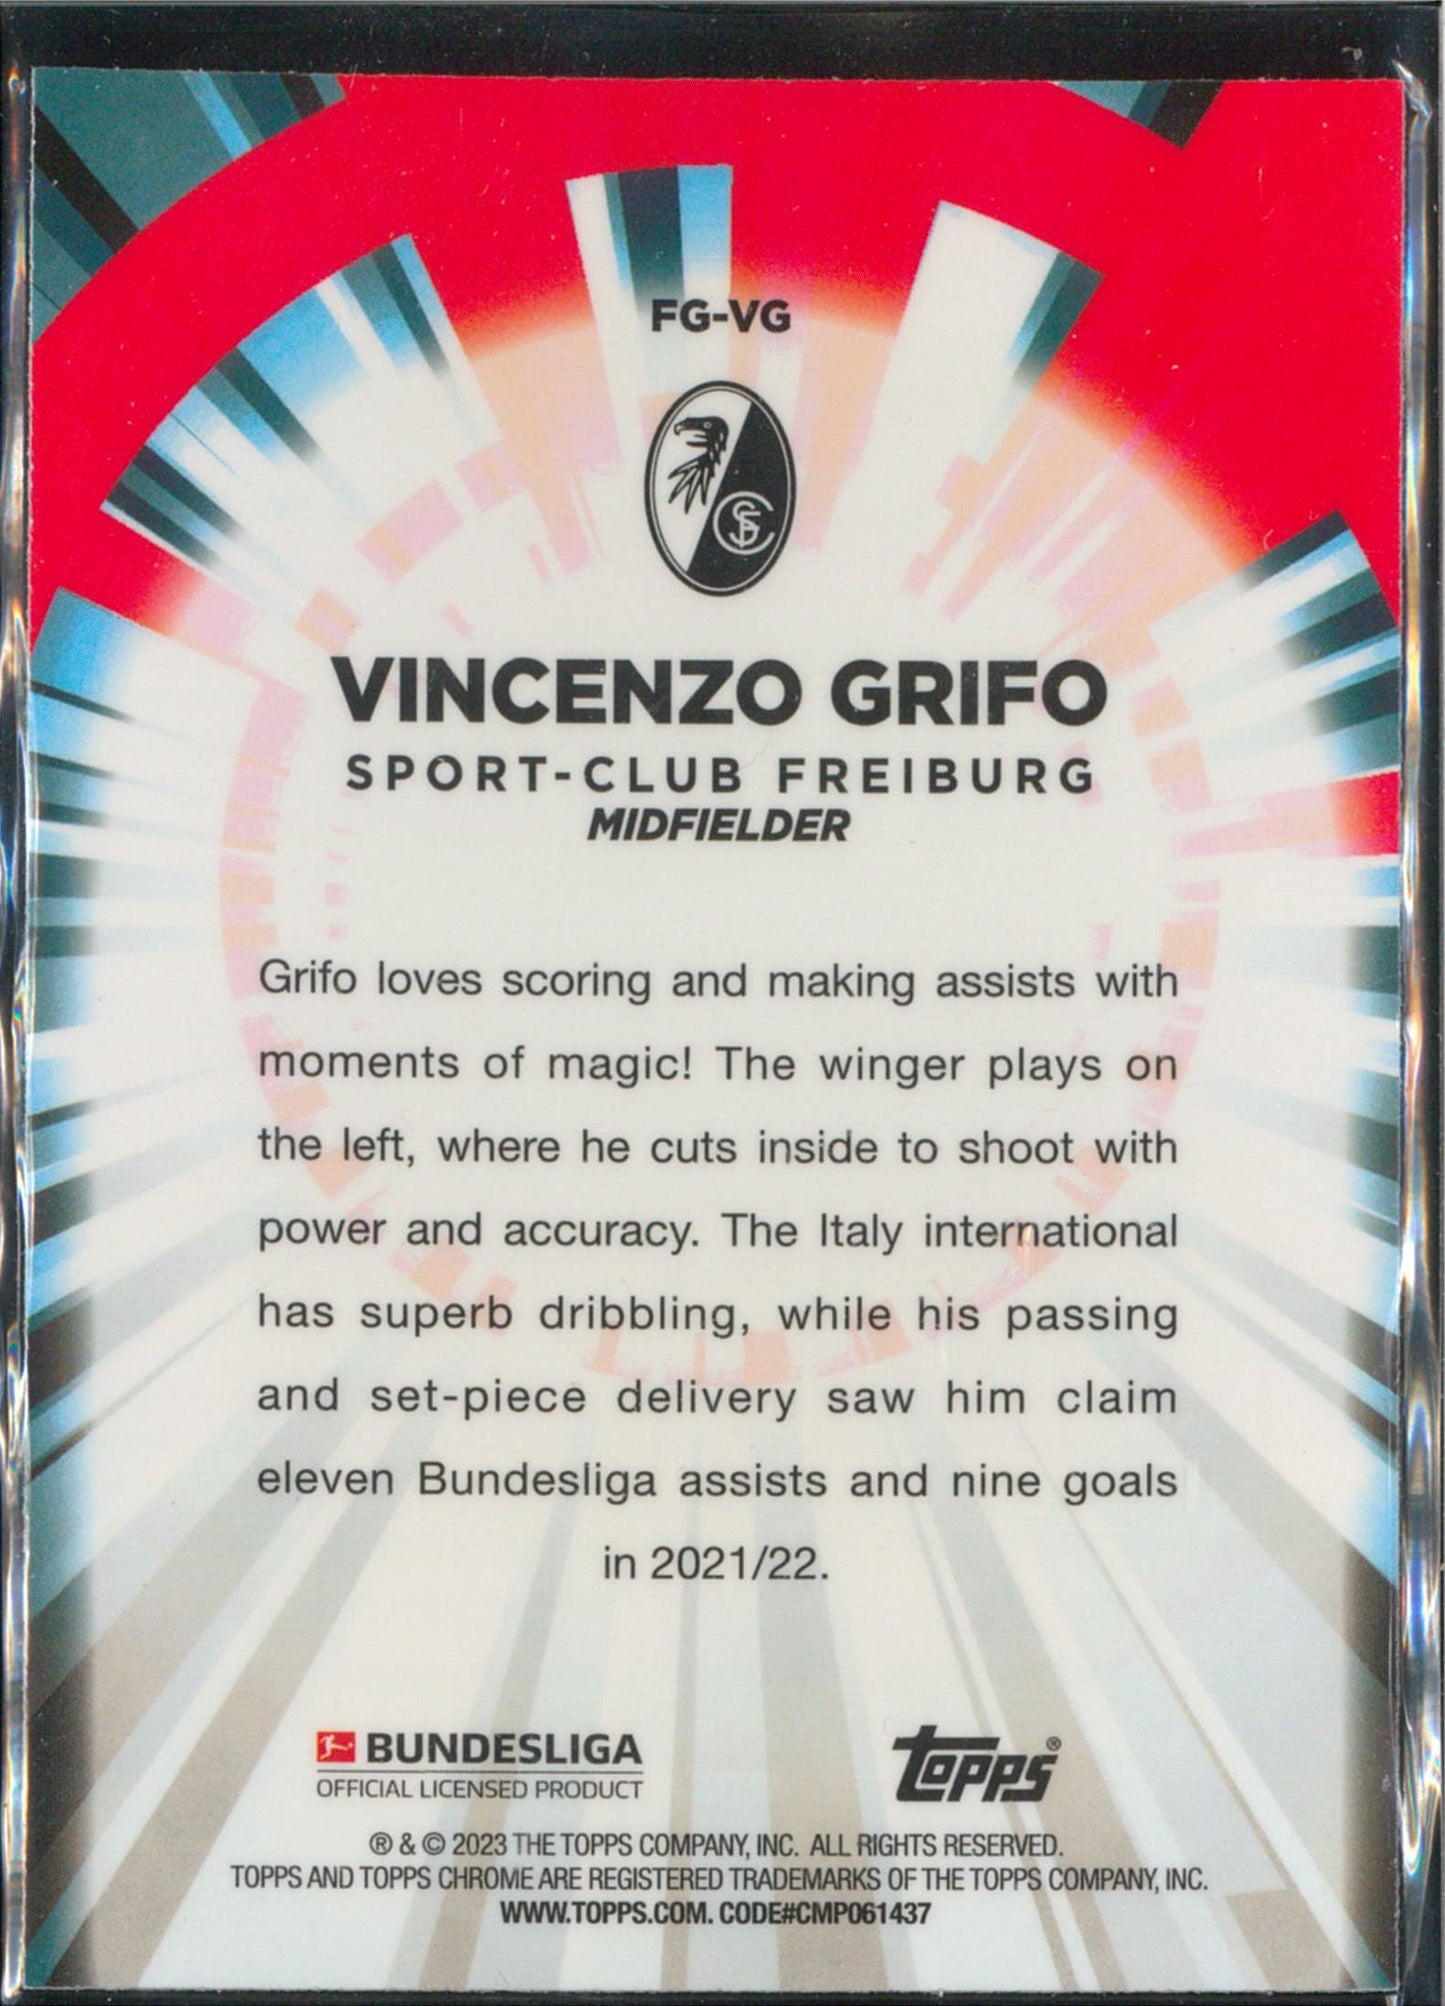 FG-VG
VINCENZO GRIFO
SPORT-CLUB FREIBURG
MIDFIELDER
Grifo loves scoring and making assists with
moments of magic! The winger plays on
the left, where he cuts inside to shoot with
power and accuracy. The Italy international
has superb dribbling, while his passing
and set-piece delivery saw him claim
eleven Bundesliga assists and nine goals
in 2021/22.
BUNDESLIGA
OFFICIAL LICENSED PRODUCT
topps®
® & © 2023 THE TOPPS COMPANY, INC. ALL RIGHTS RESERVED.
TOPPS AND TOPPS CHROME ARE REGISTERED TRADEMARKS OF THE TOPPS COMPANY, INC.
WWW.TOPPS.COM. CODE#CMP061437